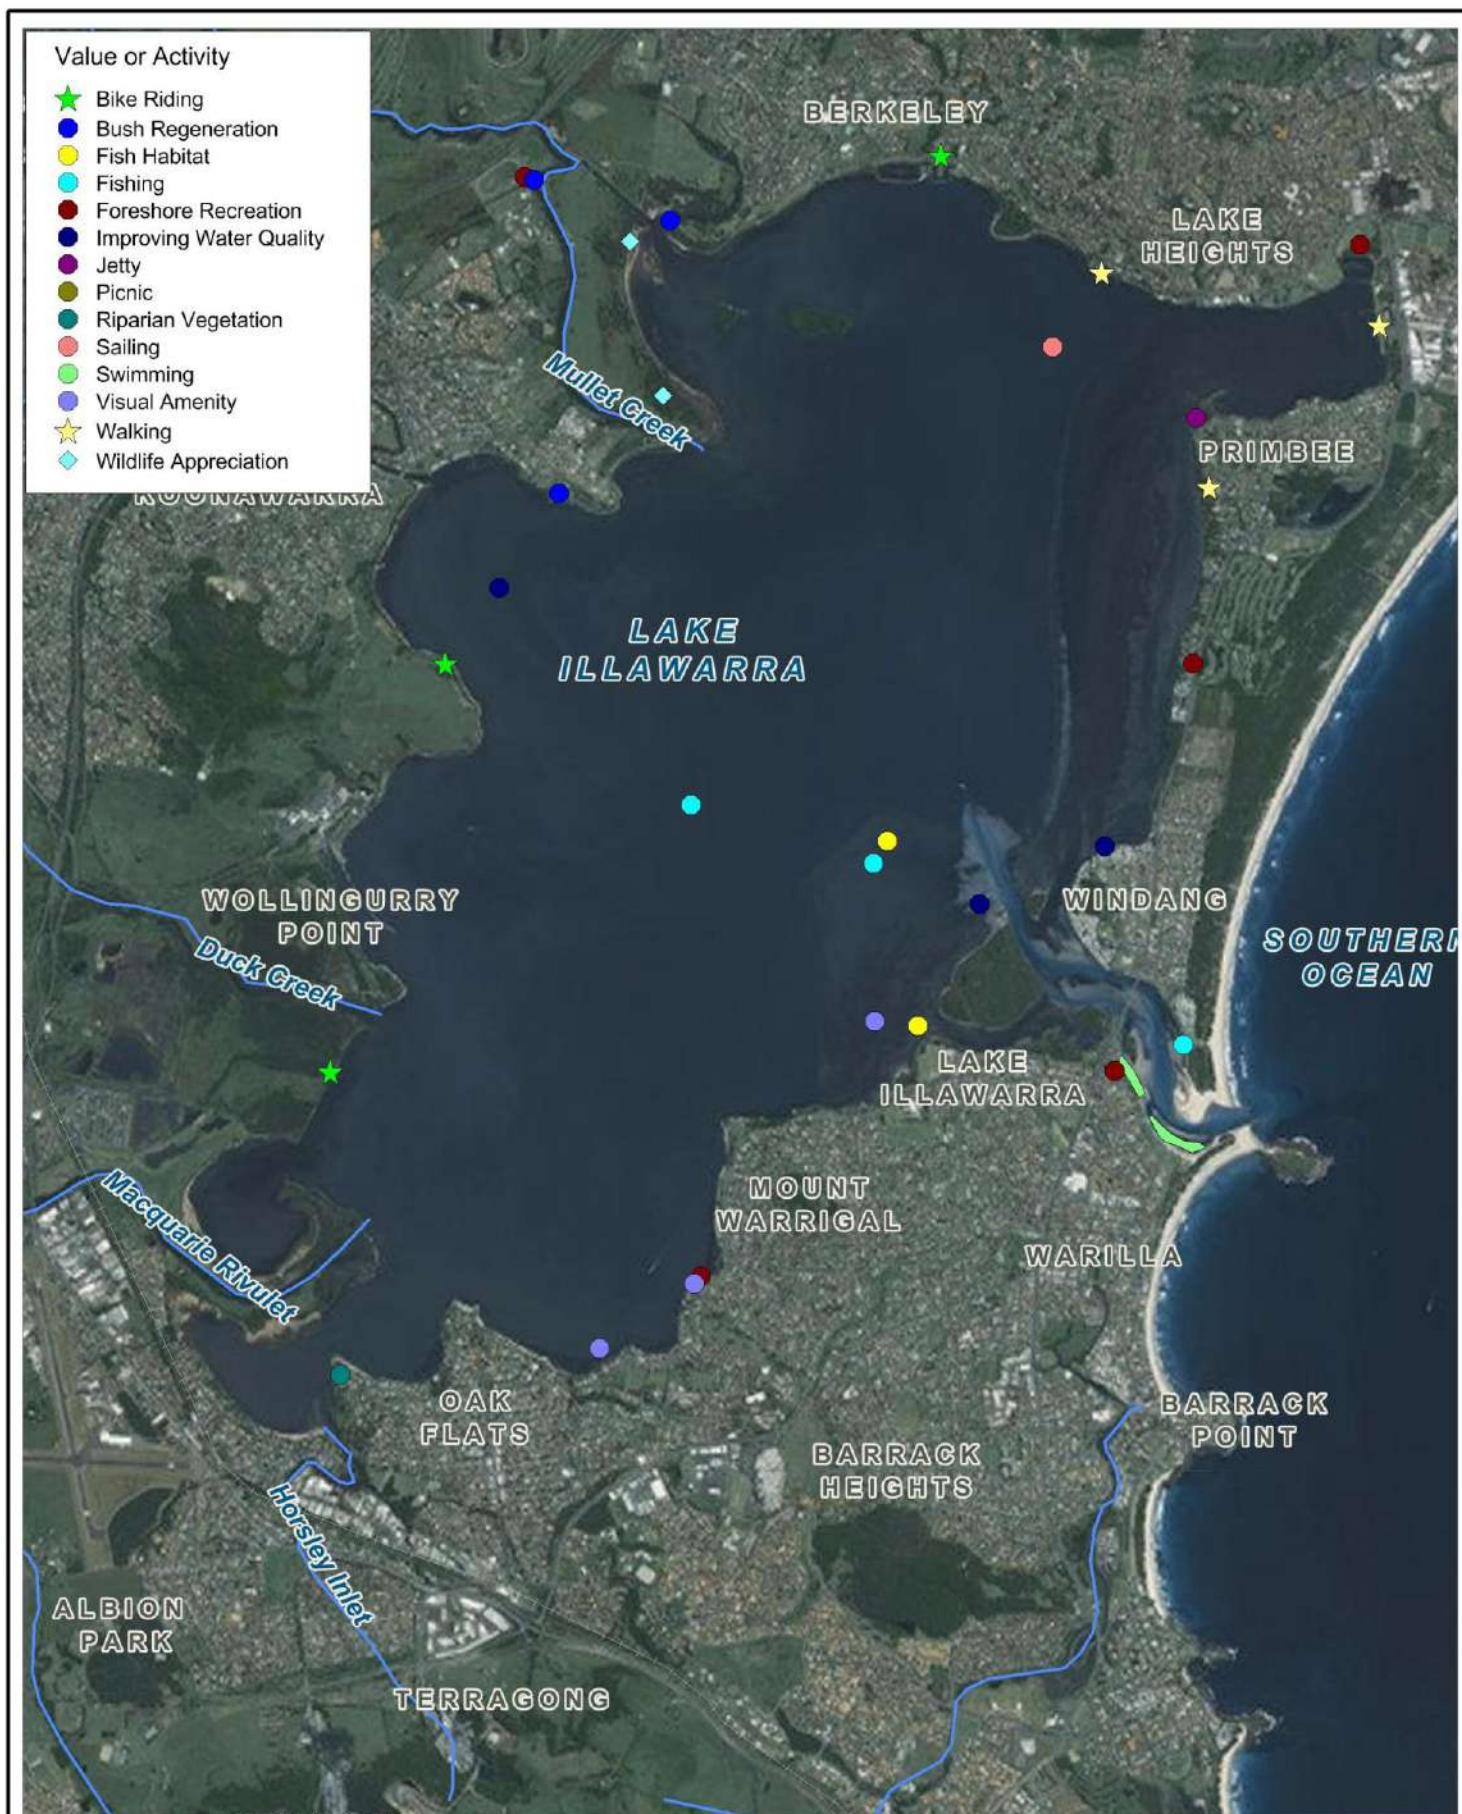 Value or Activity
Bike Riding
Bush Regeneration
Fish Habitat
Fishing
Foreshore Recreation
Improving Water Quality
Jetty
Picnic
Riparian Vegetation
Sailing
Swimming
Visual Amenity
Walking
Wildlife Appreciation
BERKELEY
LAKE
HEIGHTS
Mullet Creek
PRIMBEE
KOONAWARRA
LAKE
ILLAWARRA
WOLLINGURRY
POINT
WINDANG
Duck Creek
SOUTHERN
OCEAN
LAKE
ILLAWARRA
MOUNT
WARRIGAL
Macquarie Rivulet
WARILLA
OAK
FLATS
BARRACK
POINT
BARRACK
HEIGHTS
Horsley Inlet
ALBION
PARK
TERRAGONG